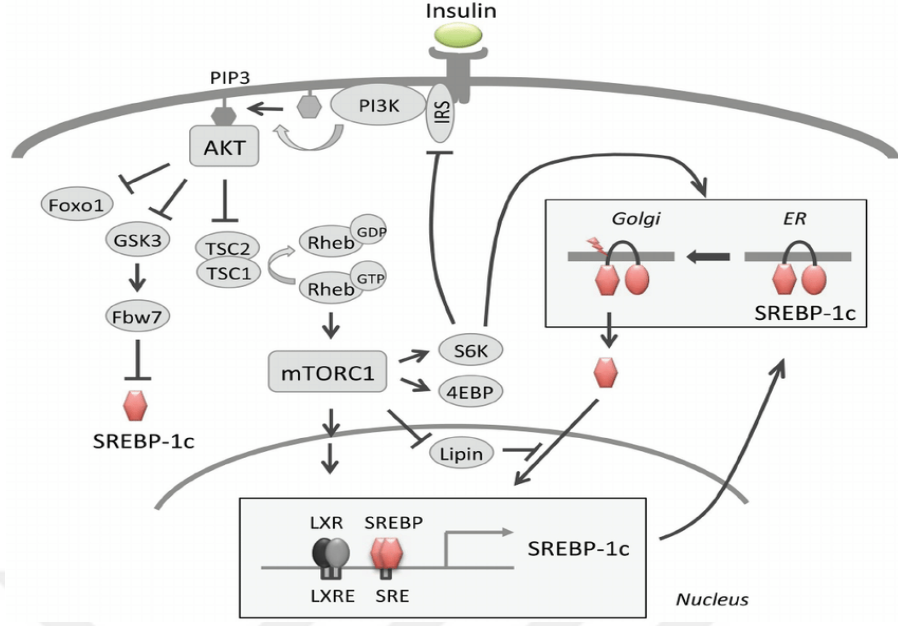 Insulin
PIP3
PI3K
IRS
AKT
Foxo1
GSK3
TSC2
TSC1
Rheb
GDP
Rheb
GTP
Golgi
ER
SREBP-1c
Fbw7
mTORC1
S6K
4EBP
SREBP-1c
Lipin
LXR
SREBP
SREBP-1c
LXRE
SRE
Nucleus